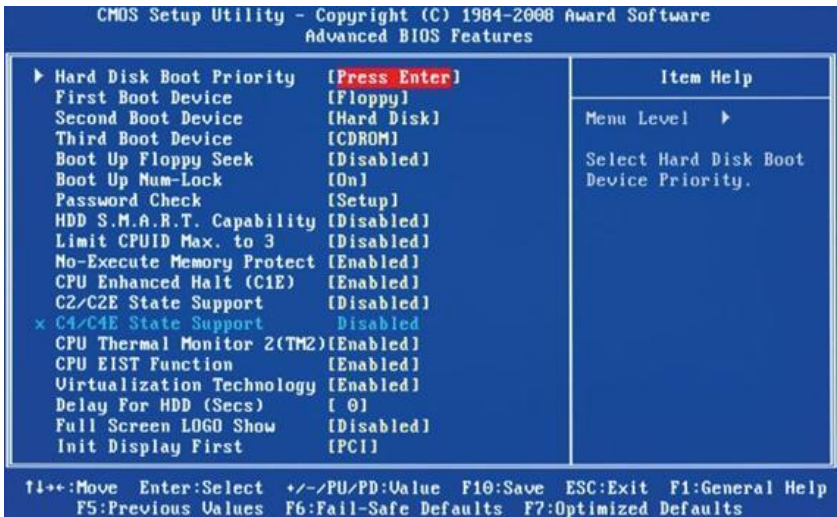 CMOS Setup Utility - Copyright (C) 1984-2008 Award Software
Advanced BIOS Features
Hard Disk Boot Priority [Press Enter]
First Boot Device [Floppy]
Second Boot Device [Hard Disk]
Third Boot Device [CDROM]
Boot Up Floppy Seek [Disabled]
Boot Up Num-Lock [On]
Password Check [Setup]
HDD S.M.A.R.T. Capability [Disabled]
Limit CPUID Max. to 3 [Disabled]
No-Execute Memory Protect [Enabled]
CPU Enhanced Halt (C1E) [Enabled]
C2/C2E State Support [Disabled]
x C4/C4E State Support Disabled
CPU Thermal Monitor 2(TM2)[Enabled]
CPU EIST Function [Enabled]
Virtualization Technology [Enabled]
Delay For HDD (Secs) [ 0]
Full Screen LOGO Show [Disabled]
Init Display First [PCI]
Item Help
Menu Level
Select Hard Disk Boot
Device Priority.
↑↓→←:Move Enter:Select +/-/PU/PD:Value F10:Save ESC:Exit F1:General Help
F5:Previous Values F6:Fail-Safe Defaults F7:Optimized Defaults